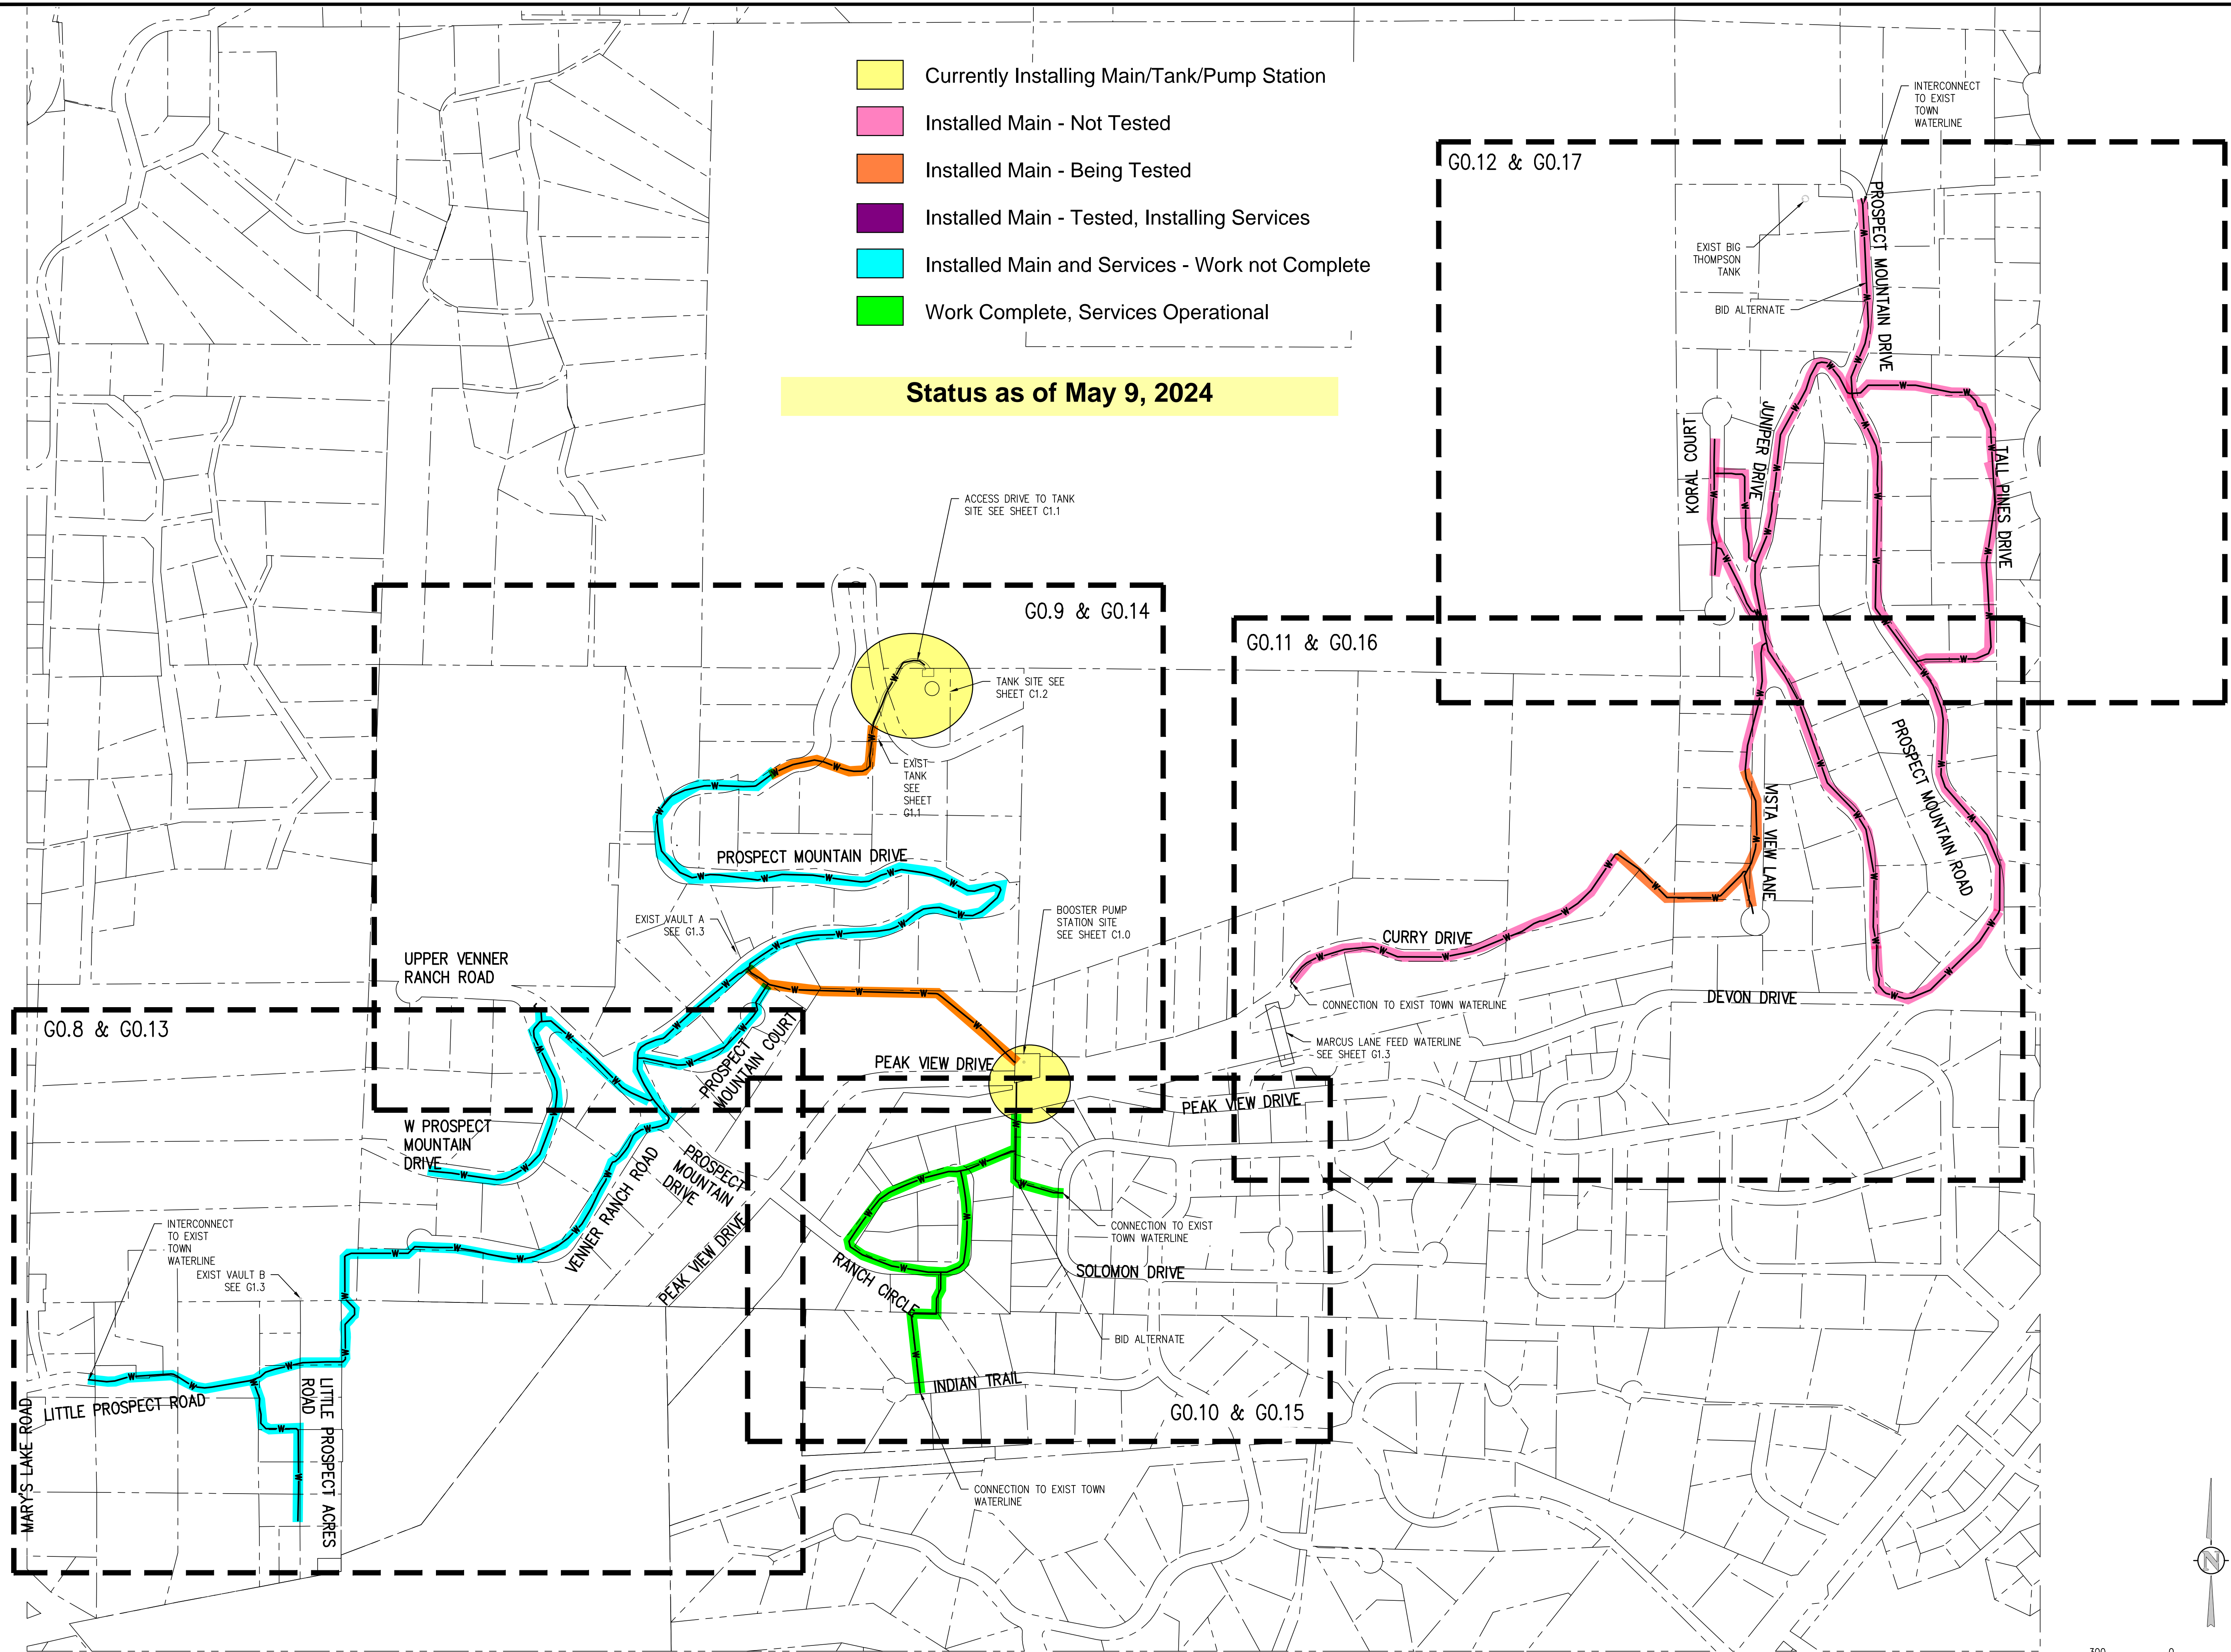 Currently Installing Main/Tank/Pump Station
Installed Main - Not Tested
Installed Main - Being Tested
Installed Main - Tested, Installing Services
Installed Main and Services - Work not Complete
Work Complete, Services Operational
Status as of May 9, 2024
INTERCONNECT
TO EXIST
TOWN
WATERLINE
G0.12 & G0.17
PROSPECT MOUNTAIN DRIVE
EXIST BIG
THOMPSON
TANK
BID ALTERNATE
KORAL COURT
JUNIPER DRIVE
TALL PINES DRIVE
ACCESS DRIVE TO TANK
SITE SEE SHEET C1.1
G0.9 & G0.14
G0.11 & G0.16
TANK SITE SEE
SHEET C1.2
EXIST
TANK
SEE
SHEET
G1.1
PROSPECT MOUNTAIN ROAD
VISTA VIEW LANE
PROSPECT MOUNTAIN DRIVE
EXIST VAULT A
SEE G1.3
BOOSTER PUMP
STATION SITE
SEE SHEET C1.0
CURRY DRIVE
UPPER VENNER
RANCH ROAD
CONNECTION TO EXIST TOWN WATERLINE
DEVON DRIVE
G0.8 & G0.13
MARCUS LANE FEED WATERLINE
SEE SHEET G1.3
PROSPECT
MOUNTAIN COURT
PEAK VIEW DRIVE
PEAK VIEW DRIVE
W PROSPECT
MOUNTAIN
DRIVE
PROSPECT
MOUNTAIN
DRIVE
VENNER RANCH ROAD
PEAK VIEW DRIVE
INTERCONNECT
TO EXIST
TOWN
WATERLINE
EXIST VAULT B
SEE G1.3
CONNECTION TO EXIST
TOWN WATERLINE
RANCH CIRCLE
SOLOMON DRIVE
BID ALTERNATE
INDIAN TRAIL
G0.10 & G0.15
LITTLE PROSPECT ROAD
LITTLE PROSPECT ACRES
ROAD
MARY'S LAKE ROAD
CONNECTION TO EXIST TOWN
WATERLINE
N
300 0